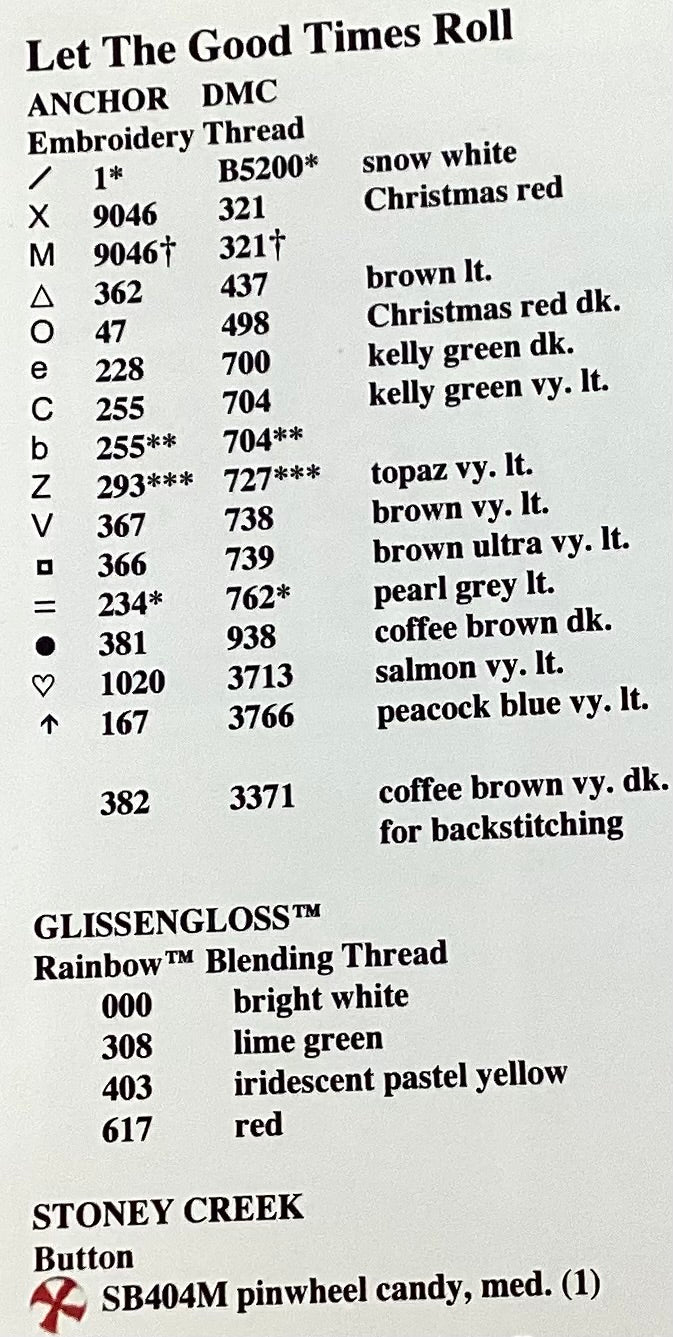 Let The Good Times Roll
ANCHOR DMC
Embroidery Thread
/ 1* B5200* snow white
X 9046 321 Christmas red
M 9046† 321†
△ 362 437 brown lt.
O 47 498 Christmas red dk.
e 228 700 kelly green dk.
C 255 704 kelly green vy. lt.
b 255** 704**
Z 293*** 727*** topaz vy. lt.
V 367 738 brown vy. lt.
◘ 366 739 brown ultra vy. lt.
= 234* 762* pearl grey lt.
● 381 938 coffee brown dk.
♡ 1020 3713 salmon vy. lt.
↑ 167 3766 peacock blue vy. lt.
382 3371 coffee brown vy. dk.
for backstitching
GLISSENGLOSS™
Rainbow™ Blending Thread
000 bright white
308 lime green
403 iridescent pastel yellow
617 red
STONEY CREEK
Button
SB404M pinwheel candy, med. (1)